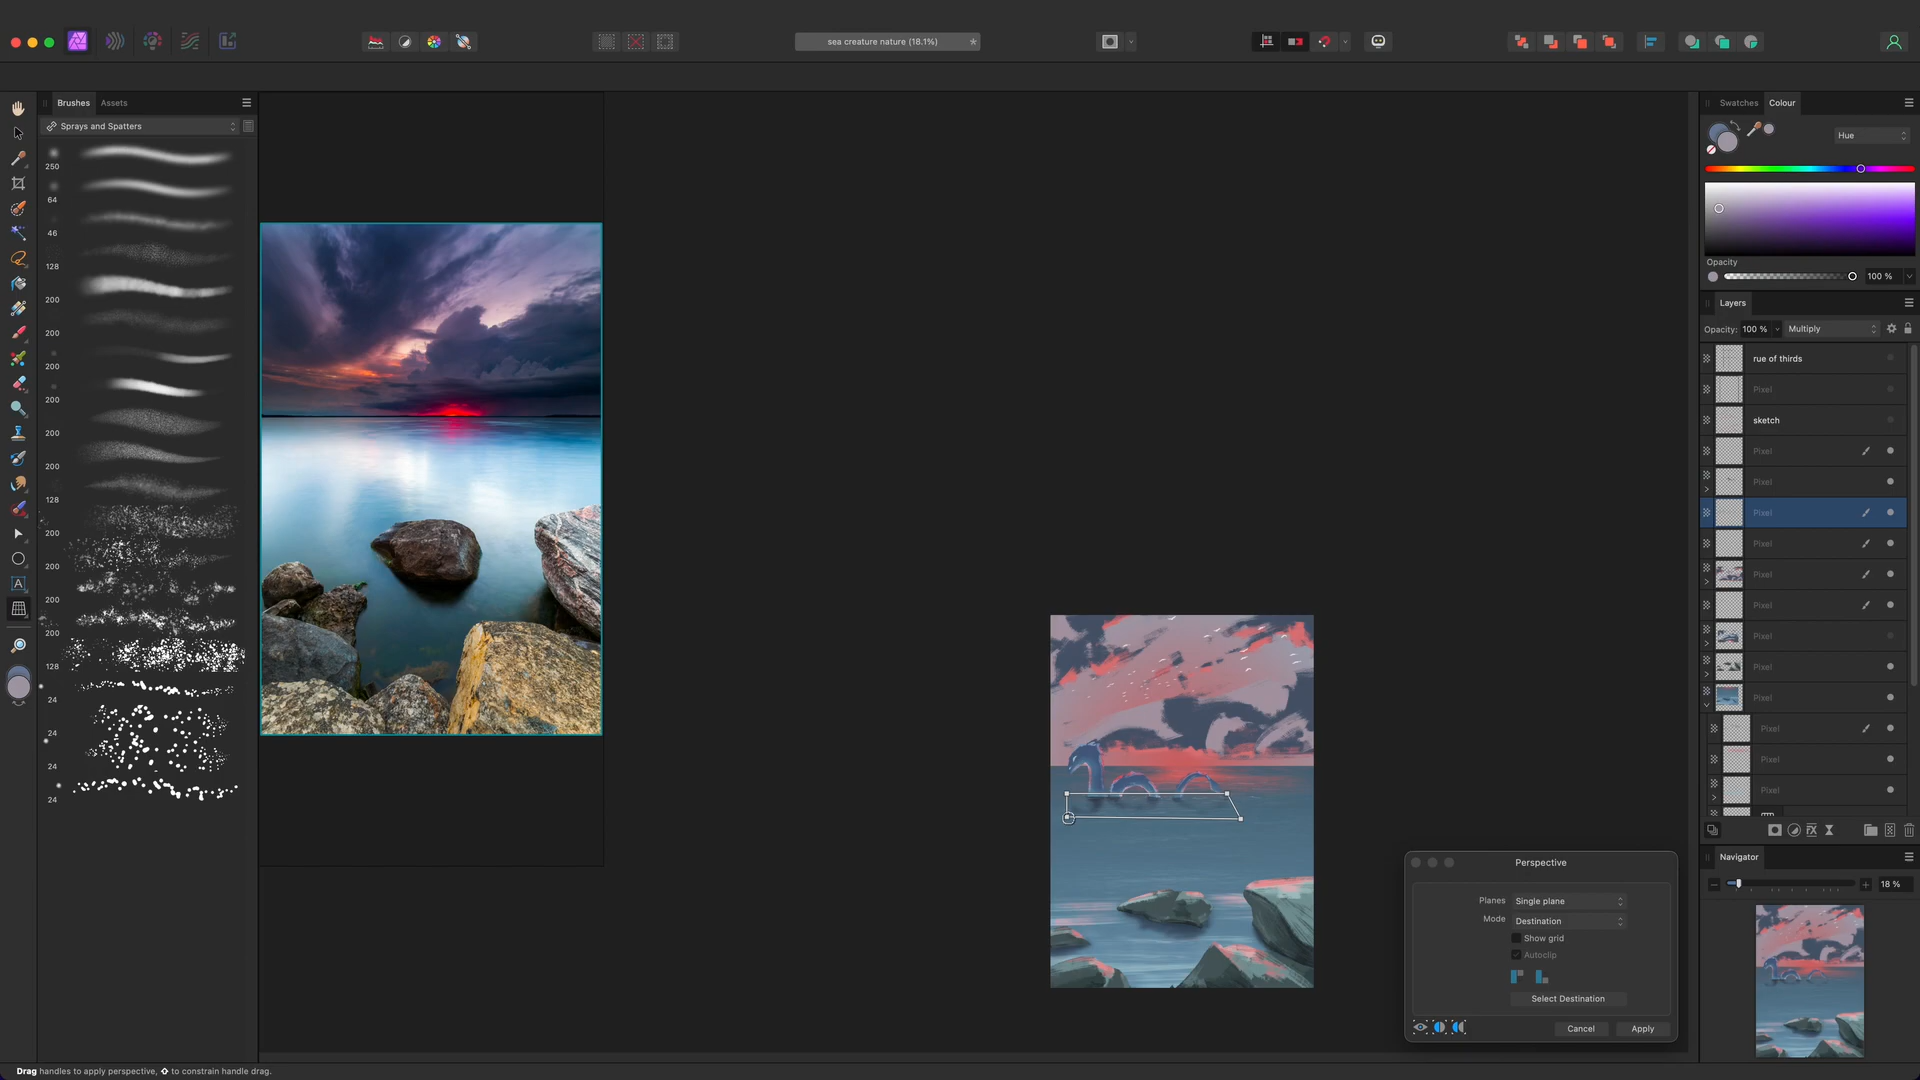 sea creature nature (18.1%)
*
Brushes
Assets
Sprays and Spatters
250
64
46
128
200
200
200
200
200
200
128
200
200
200
200
128
24
24
24
24
Swatches
Colour
Hue
Opacity
100 %
Layers
Opacity:
100 %
Multiply
rue of thirds
Pixel
sketch
Pixel
Pixel
Pixel
Pixel
Pixel
Pixel
Pixel
Pixel
Pixel
Pixel
Pixel
Pixel
Navigator
18 %
Perspective
Planes
Single plane
Mode
Destination
Show grid
Autoclip
Select Destination
Cancel
Apply
Drag handles to apply perspective, ⇧ to constrain handle drag.